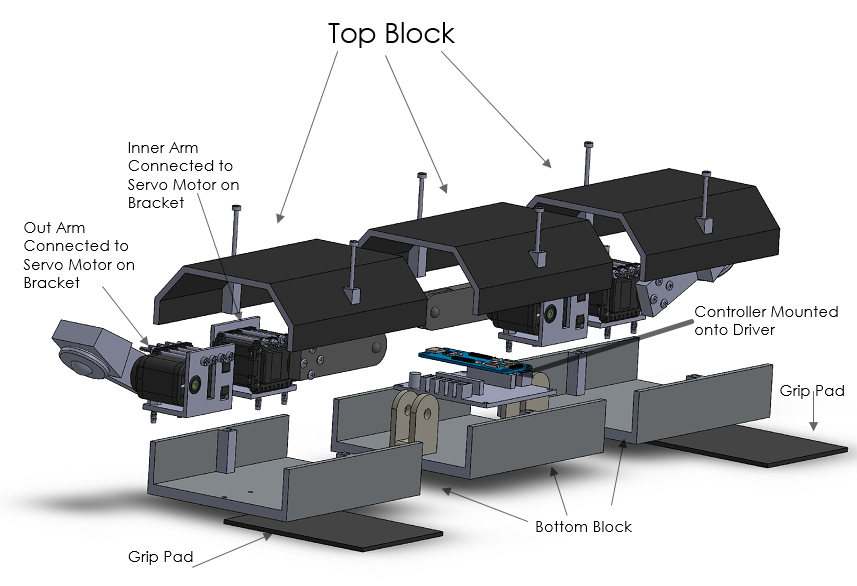 Top Block
Inner Arm
Connected to
Servo Motor on
Bracket
Out Arm
Connected to
Servo Motor on
Bracket
Controller Mounted
onto Driver
Grip Pad
Bottom Block
Grip Pad